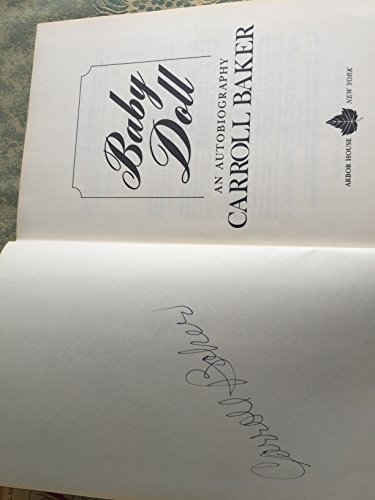 Baby
Doll
AN AUTOBIOGRAPHY
CARROLL BAKER
ARBOR HOUSE
NEW YORK
Carroll Baker